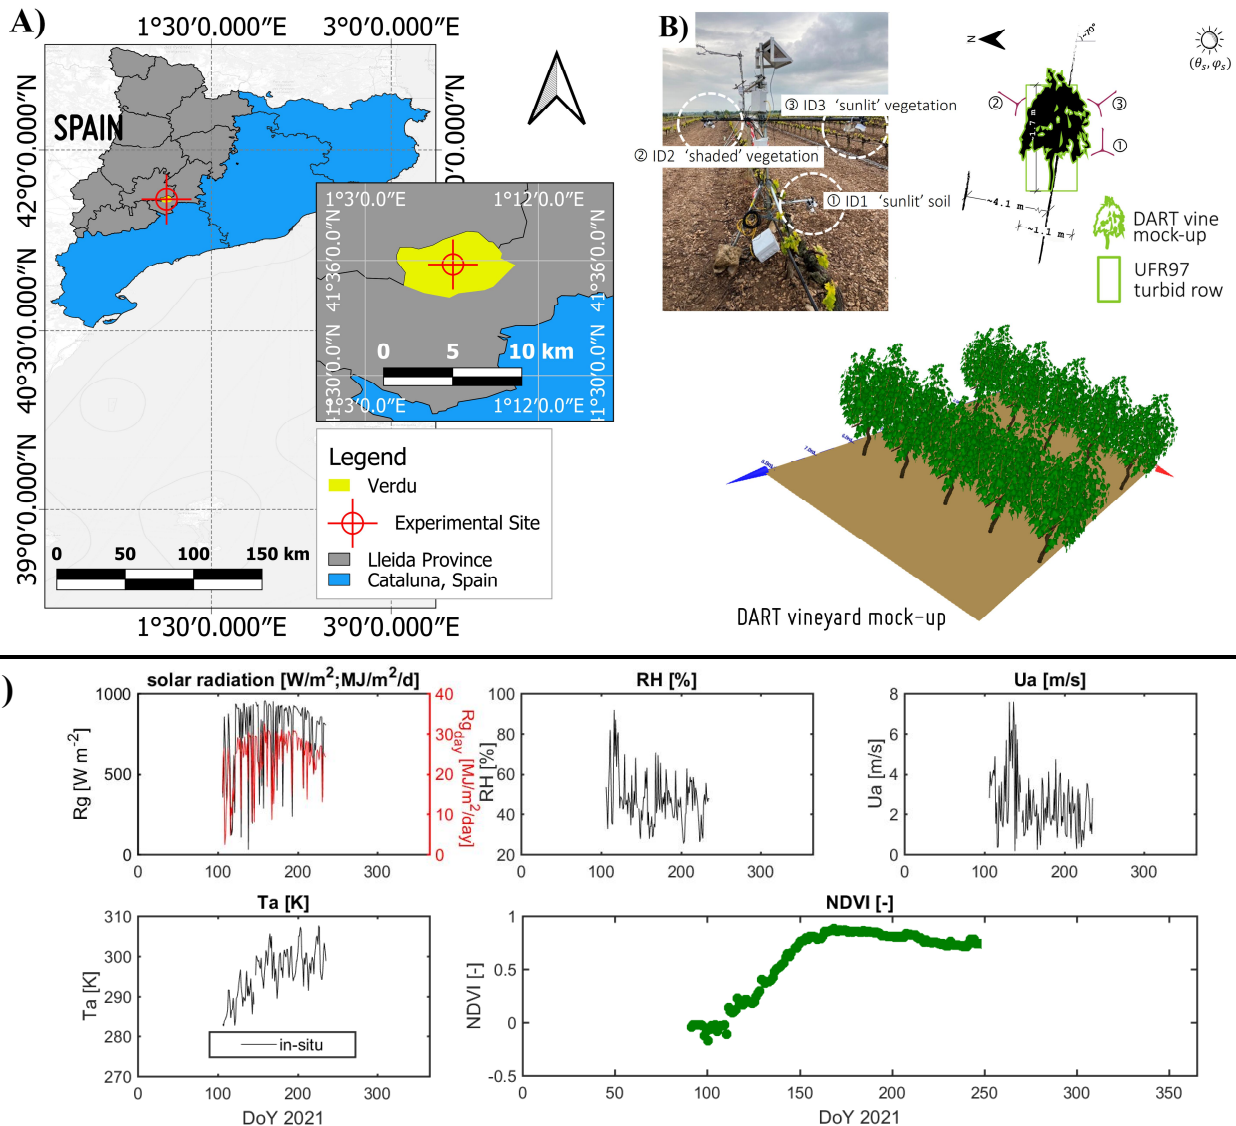 A)
1°30′0.000″E 3°0′0.000″E
SPAIN
42°0′0.000″N
40°30′0.000″N
39°0′0.000″N
42°0′0.000″N
1°3′0.0″E 1°12′0.0″E
41°36′0.0″N
41°30′0.0″N
41°36′0.0″N
41°30′0.0″N
0 5 10 km
1°3′0.0″E 1°12′0.0″E
Legend
Verdu
Experimental Site
Lleida Province
Cataluna, Spain
0 50 100 150 km
1°30′0.000″E 3°0′0.000″E
B)
③ ID3 ‘sunlit’ vegetation
② ID2 ‘shaded’ vegetation
① ID1 ‘sunlit’ soil
N
~70°
(θs,φs)
②
③
①
1.7 m
~4.1 m
~1.1 m
DART vine
mock-up
UFR97
turbid row
DART vineyard mock-up
)
solar radiation [W/m²;MJ/m²/d]
Rg [W m⁻²]
1000
500
0
40
30
20
10
0
Rg_day [MJ/m²/day]
0 100 200 300
RH [%]
RH [%]
100
80
60
40
20
0 100 200 300
Ua [m/s]
Ua [m/s]
8
6
4
2
0
0 100 200 300
Ta [K]
Ta [K]
310
300
290
280
270
in-situ
0 100 200 300
DoY 2021
NDVI [-]
NDVI [-]
1
0.5
0
-0.5
0 50 100 150 200 250 300 350
DoY 2021